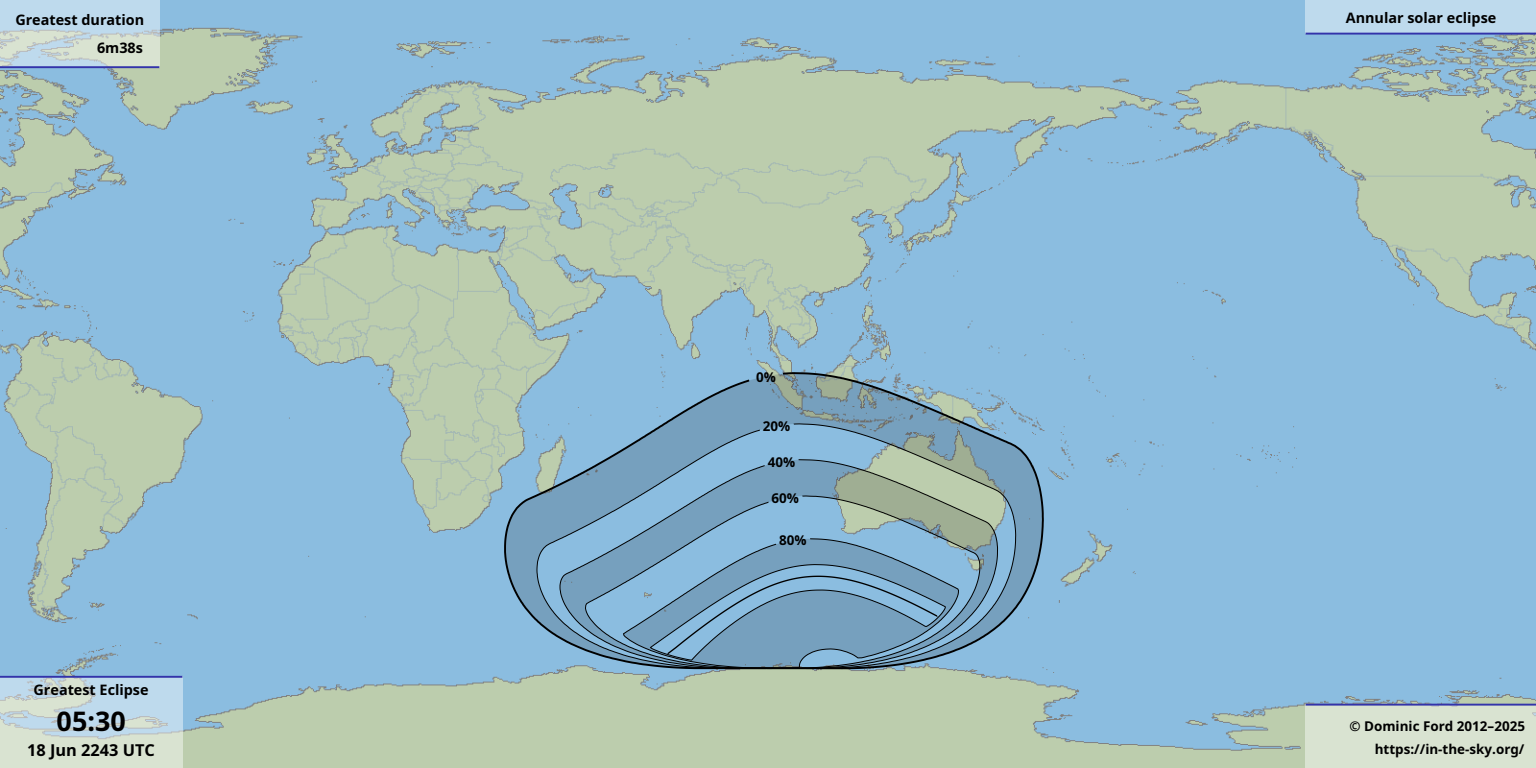 Greatest duration
6m38s
Annular solar eclipse
0%
20%
40%
60%
80%
Greatest Eclipse
05:30
18 Jun 2243 UTC
© Dominic Ford 2012–2025
https://in-the-sky.org/